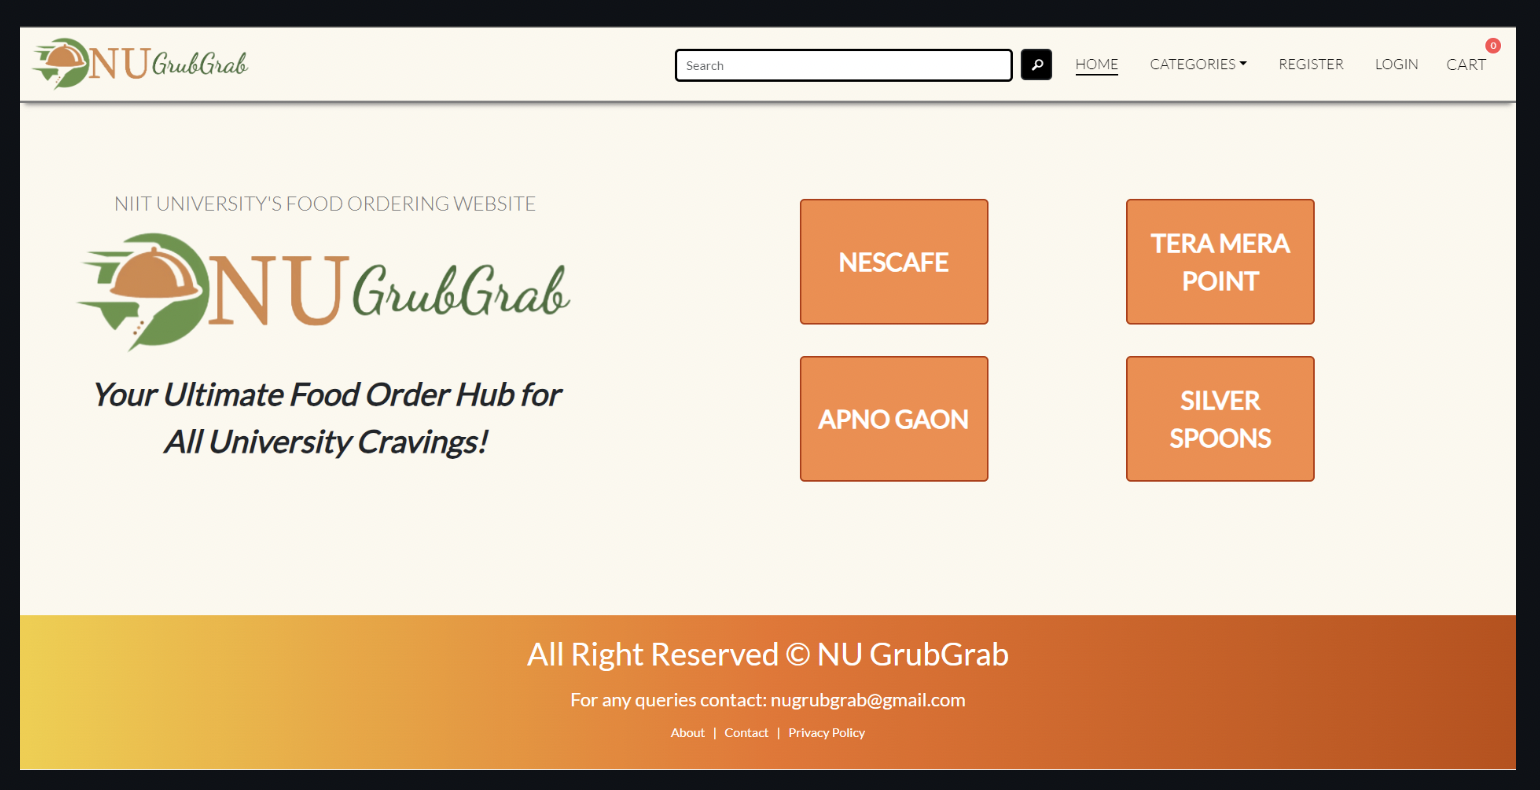 NU GrubGrab
Search
HOME
CATEGORIES
REGISTER
LOGIN
CART
0
NIIT UNIVERSITY'S FOOD ORDERING WEBSITE
NU GrubGrab
Your Ultimate Food Order Hub for
All University Cravings!
NESCAFE
TERA MERA
POINT
APNO GAON
SILVER
SPOONS
All Right Reserved © NU GrubGrab
For any queries contact: nugrubgrab@gmail.com
About | Contact | Privacy Policy